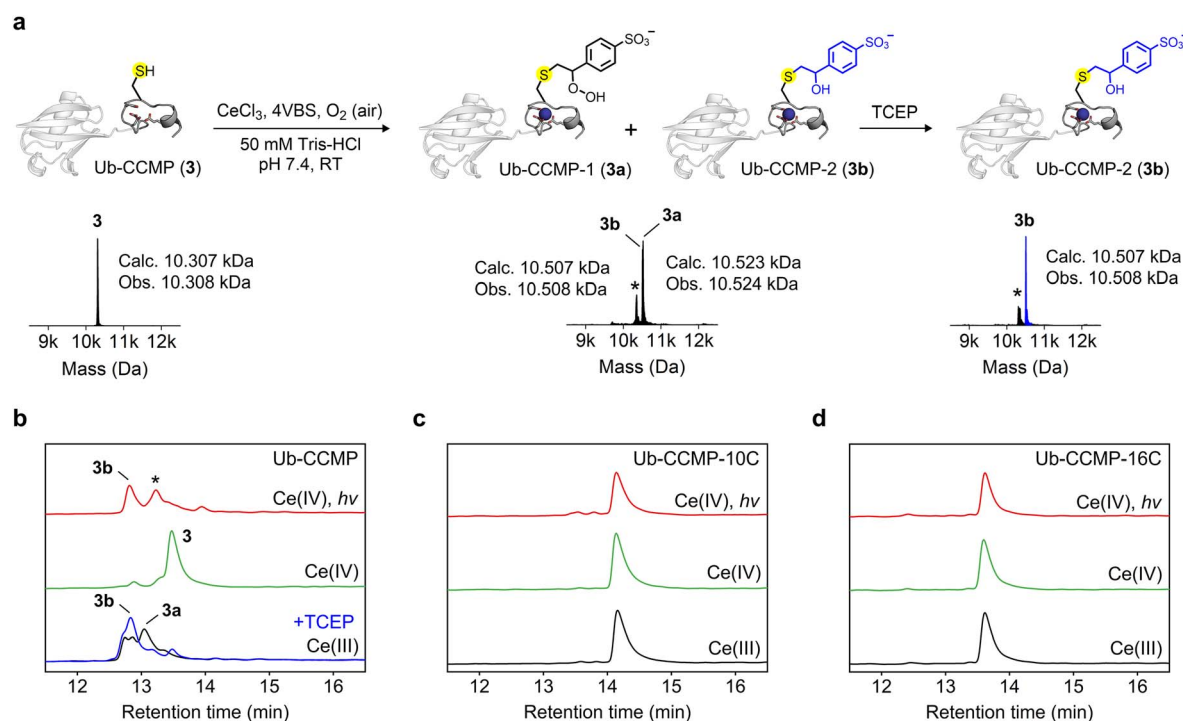 a
SH
Ub-CCMP (3)
CeCl3, 4VBS, O2 (air)
50 mM Tris-HCl
pH 7.4, RT
S
O
OH
SO3−
Ub-CCMP-1 (3a)
+
S
OH
SO3−
Ub-CCMP-2 (3b)
TCEP
S
OH
SO3−
Ub-CCMP-2 (3b)
3
Calc. 10.307 kDa
Obs. 10.308 kDa
9k 10k 11k 12k
Mass (Da)
3b
3a
Calc. 10.507 kDa
Obs. 10.508 kDa
*
Calc. 10.523 kDa
Obs. 10.524 kDa
9k 10k 11k 12k
Mass (Da)
3b
*
Calc. 10.507 kDa
Obs. 10.508 kDa
9k 10k 11k 12k
Mass (Da)
b
Ub-CCMP
3b
*
Ce(IV), hv
3
Ce(IV)
3b
3a
+TCEP
Ce(III)
12 13 14 15 16
Retention time (min)
c
Ub-CCMP-10C
Ce(IV), hv
Ce(IV)
Ce(III)
12 13 14 15 16
Retention time (min)
d
Ub-CCMP-16C
Ce(IV), hv
Ce(IV)
Ce(III)
12 13 14 15 16
Retention time (min)